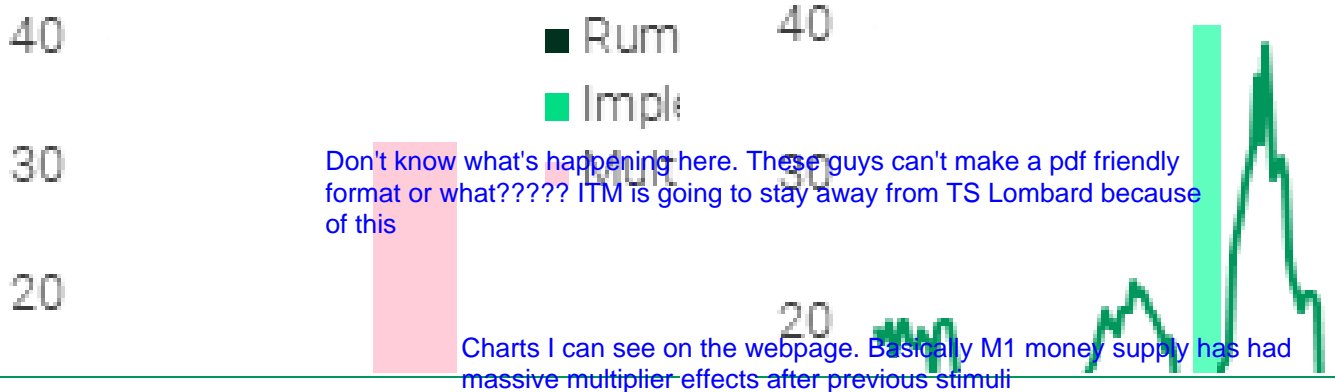 40
Rum
40
Imple
30
Don't know what's happening here. These guys can't make a pdf friendly
Mult
30
format or what????? ITM is going to stay away from TS Lombard because
of this
20
20
Charts I can see on the webpage. Basically M1 money supply has had
massive multiplier effects after previous stimuli